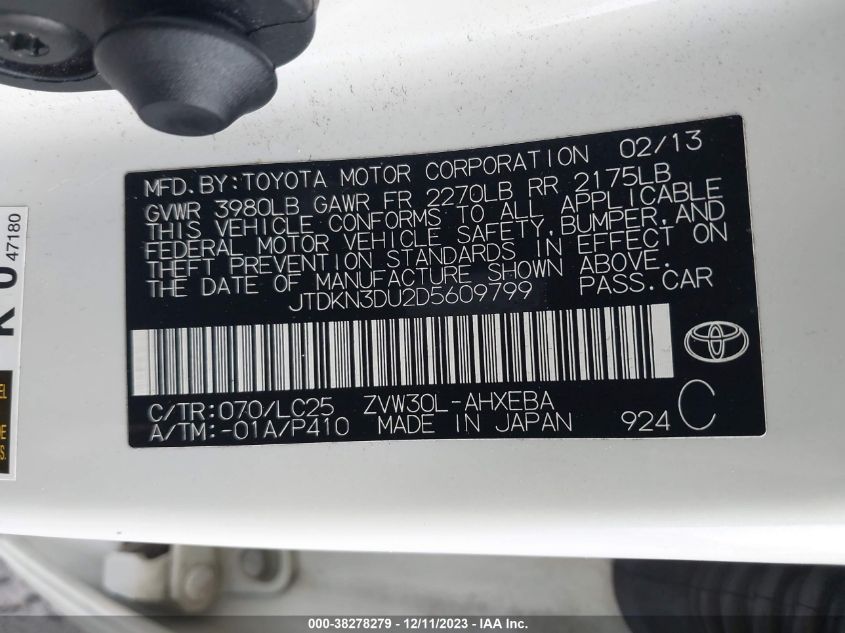 MFD. BY: TOYOTA MOTOR CORPORATION 02/13
GVWR 3980LB GAWR FR 2270LB RR 2175LB
THIS VEHICLE CONFORMS TO ALL APPLICABLE
FEDERAL MOTOR VEHICLE SAFETY, BUMPER, AND
THEFT PREVENTION STANDARDS IN EFFECT ON
THE DATE OF MANUFACTURE SHOWN ABOVE.
JTDKN3DU2D5609799 PASS. CAR
C/TR: 070/LC25 ZVW30L-AHXEBA
A/TM: -01A/P410 MADE IN JAPAN 924 C
47180
000-38278279 - 12/11/2023 - IAA Inc.